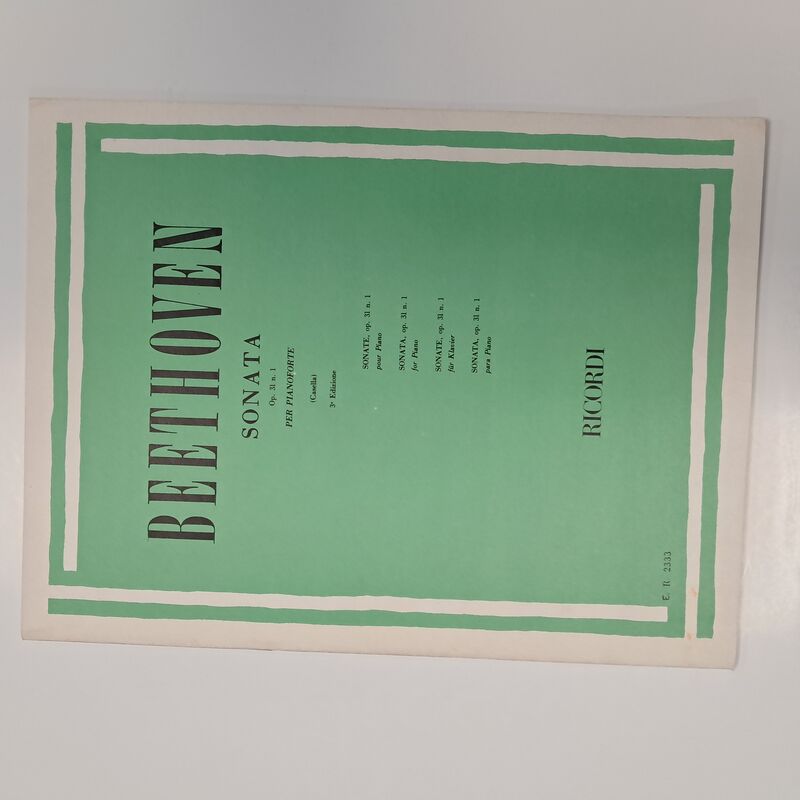 BEETHOVEN
SONATA
Op. 31 n. 1
PER PIANOFORTE
(Casella)
3ª Edizione
SONATE, op. 31 n. 1
pour Piano
SONATA, op. 31 n. 1
for Piano
SONATE, op. 31 n. 1
für Klavier
SONATA, op. 31 n. 1
para Piano
RICORDI
E. R 2333